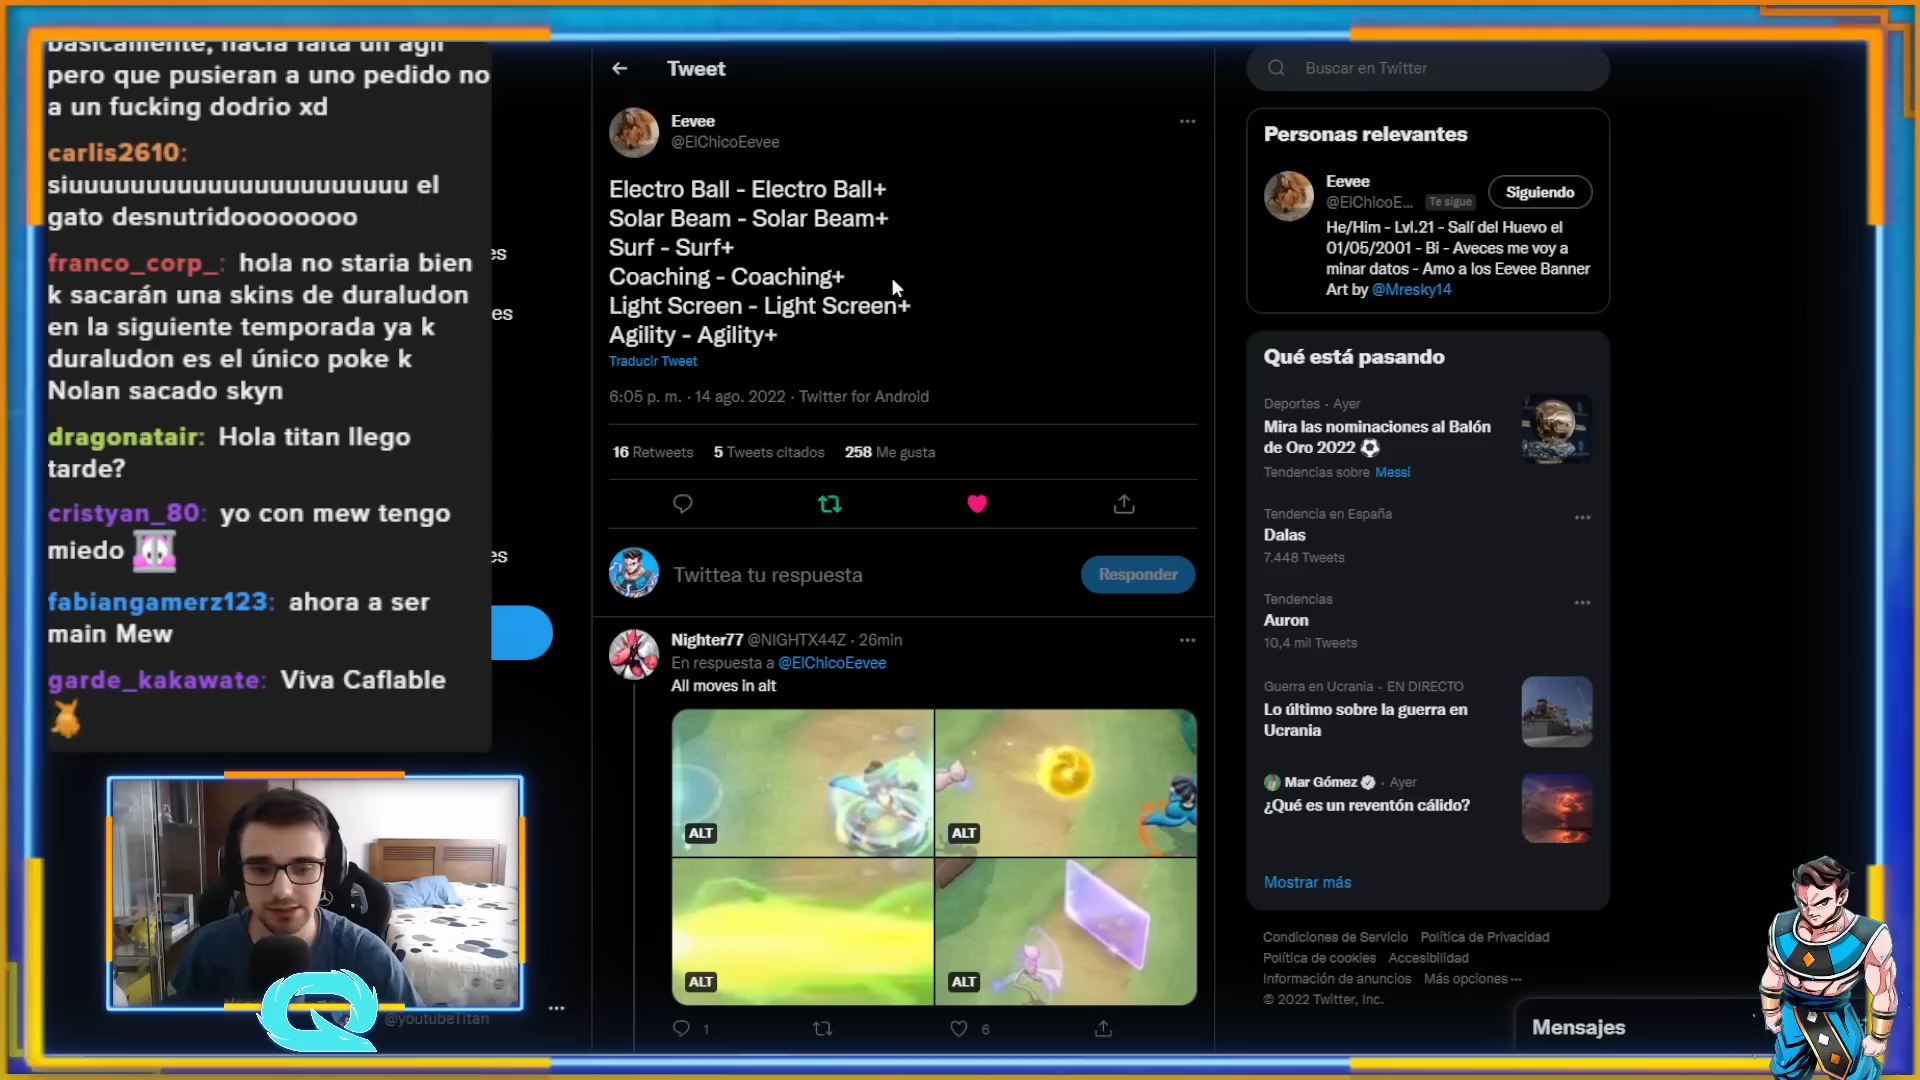 basicamente, hacia falta un agil
pero que pusieran a uno pedido no
a un fucking dodrio xd
carlis2610:
siuuuuuuuuuuuuuuuuuuuuuu el
gato desnutridoooooooo
franco_corp_: hola no staria bien
k sacarán una skins de duraludon
en la siguiente temporada ya k
duraludon es el único poke k
Nolan sacado skyn
dragonatair: Hola titan llego
tarde?
cristyan_80: yo con mew tengo
miedo
fabiangamerz123: ahora a ser
main Mew
garde_kakawate: Viva Caflable
es
es
es
@youtubeTitan
Tweet
Eevee
@ElChicoEevee
Electro Ball - Electro Ball+
Solar Beam - Solar Beam+
Surf - Surf+
Coaching - Coaching+
Light Screen - Light Screen+
Agility - Agility+
Traducir Tweet
6:05 p. m. · 14 ago. 2022 · Twitter for Android
16 Retweets 5 Tweets citados 258 Me gusta
Twittea tu respuesta
Responder
Nighter77 @NIGHTX44Z · 26min
En respuesta a @ElChicoEevee
All moves in alt
ALT
ALT
ALT
ALT
1
6
Buscar en Twitter
Personas relevantes
Eevee
@ElChicoE... Te sigue
Siguiendo
He/Him - Lvl.21 - Salí del Huevo el
01/05/2001 - Bi - Aveces me voy a
minar datos - Amo a los Eevee Banner
Art by @Mresky14
Qué está pasando
Deportes · Ayer
Mira las nominaciones al Balón
de Oro 2022
Tendencias sobre Messi
Tendencia en España
Dalas
7.448 Tweets
Tendencias
Auron
10,4 mil Tweets
Guerra en Ucrania · EN DIRECTO
Lo último sobre la guerra en
Ucrania
Mar Gómez · Ayer
¿Qué es un reventón cálido?
Mostrar más
Condiciones de Servicio Política de Privacidad
Política de cookies Accesibilidad
Información de anuncios Más opciones
© 2022 Twitter, Inc.
Mensajes